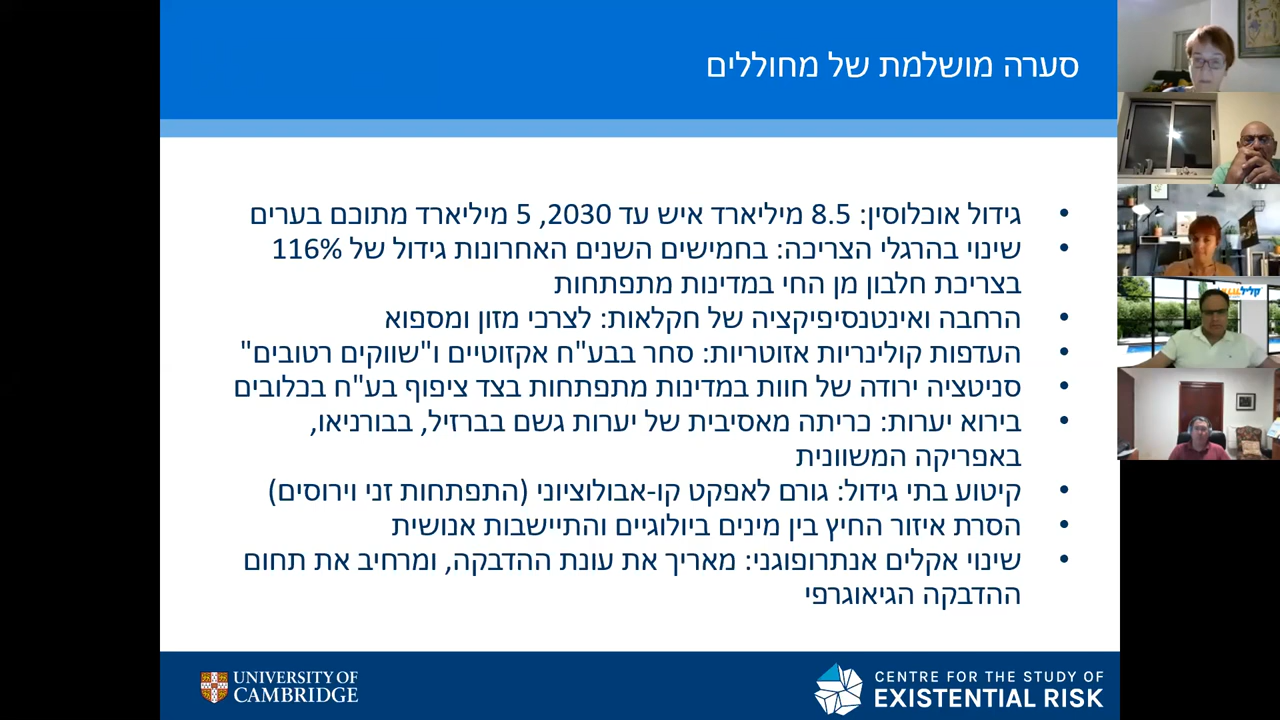 סערה מושלמת של מחוללים
• גידול אוכלוסין: 8.5 מיליארד איש עד 2030, 5 מיליארד מתוכם בערים
• שינוי בהרגלי הצריכה: בחמישים השנים האחרונות גידול של 116%
בצריכת חלבון מן החי במדינות מתפתחות
• הרחבה ואינטנסיפיקציה של חקלאות: לצרכי מזון ומספוא
• העדפות קולינריות אזוטריות: סחר בבע"ח אקזוטיים ו"שווקים רטובים"
• סניטציה ירודה של חוות במדינות מתפתחות בצד ציפוף בע"ח בכלובים
• בירוא יערות: כריתה מאסיבית של יערות גשם בברזיל, בבורניאו,
באפריקה המשוונית
• קיטוע בתי גידול: גורם לאפקט קו-אבולוציוני (התפתחות זני וירוסים)
• הסרת איזור החיץ בין מינים ביולוגיים והתיישבות אנושית
• שינוי אקלים אנתרופוגני: מאריך את עונת ההדבקה, ומרחיב את תחום
ההדבקה הגיאוגרפי
UNIVERSITY OF
CAMBRIDGE
CENTRE FOR THE STUDY OF
EXISTENTIAL RISK
קליל